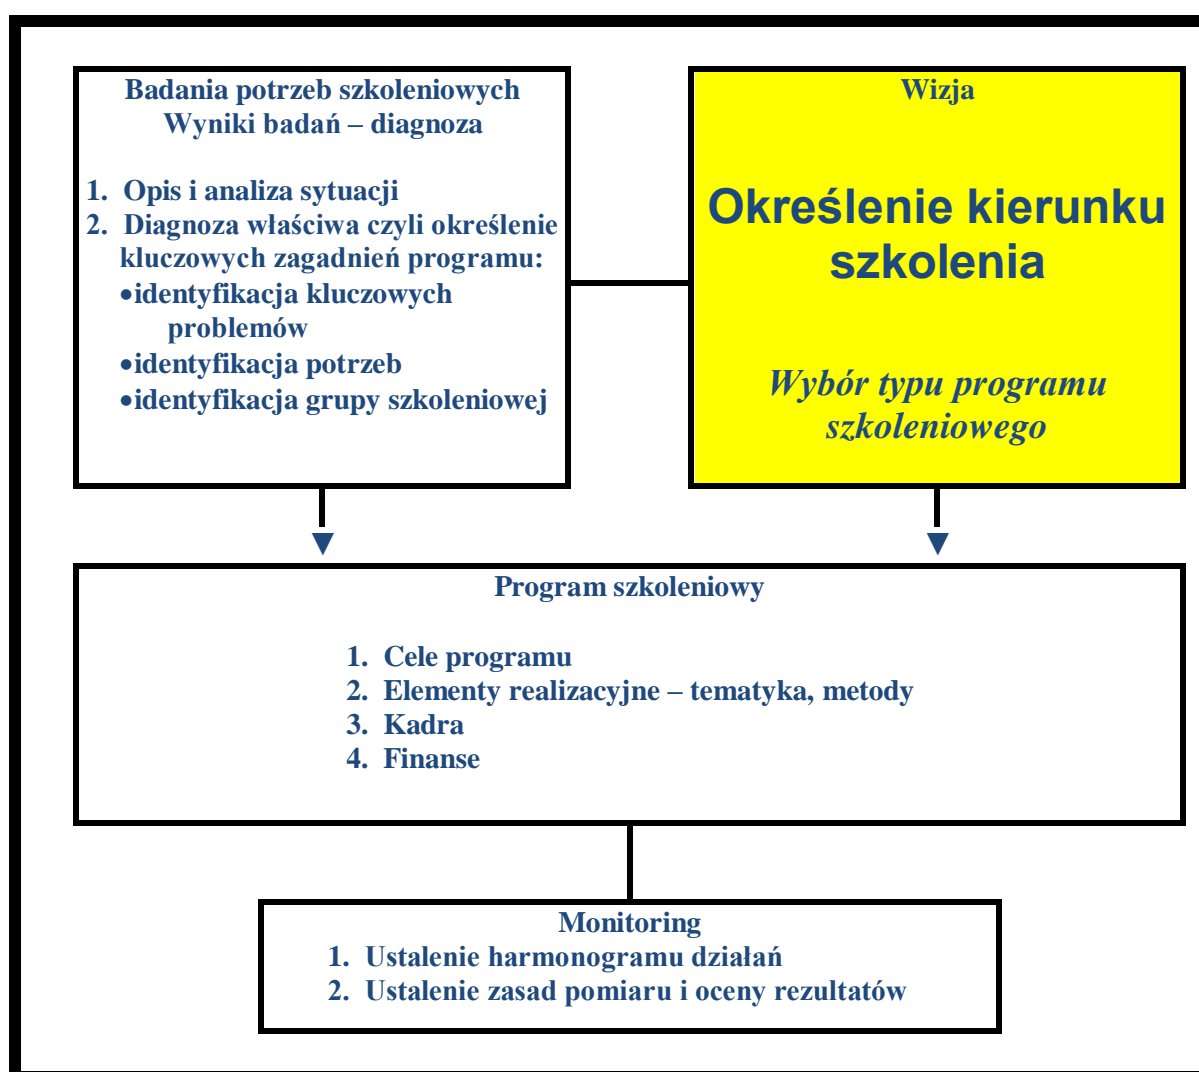 Badania potrzeb szkoleniowych
Wyniki badań – diagnoza
1. Opis i analiza sytuacji
2. Diagnoza właściwa czyli określenie
kluczowych zagadnień programu:
•identyfikacja kluczowych
problemów
•identyfikacja potrzeb
•identyfikacja grupy szkoleniowej
Wizja
Określenie kierunku
szkolenia
Wybór typu programu
szkoleniowego
Program szkoleniowy
1. Cele programu
2. Elementy realizacyjne – tematyka, metody
3. Kadra
4. Finanse
Monitoring
1. Ustalenie harmonogramu działań
2. Ustalenie zasad pomiaru i oceny rezultatów